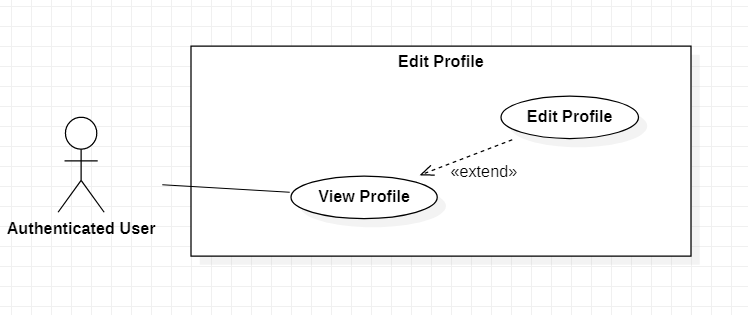 Edit Profile
Edit Profile
«extend»
View Profile
Authenticated User